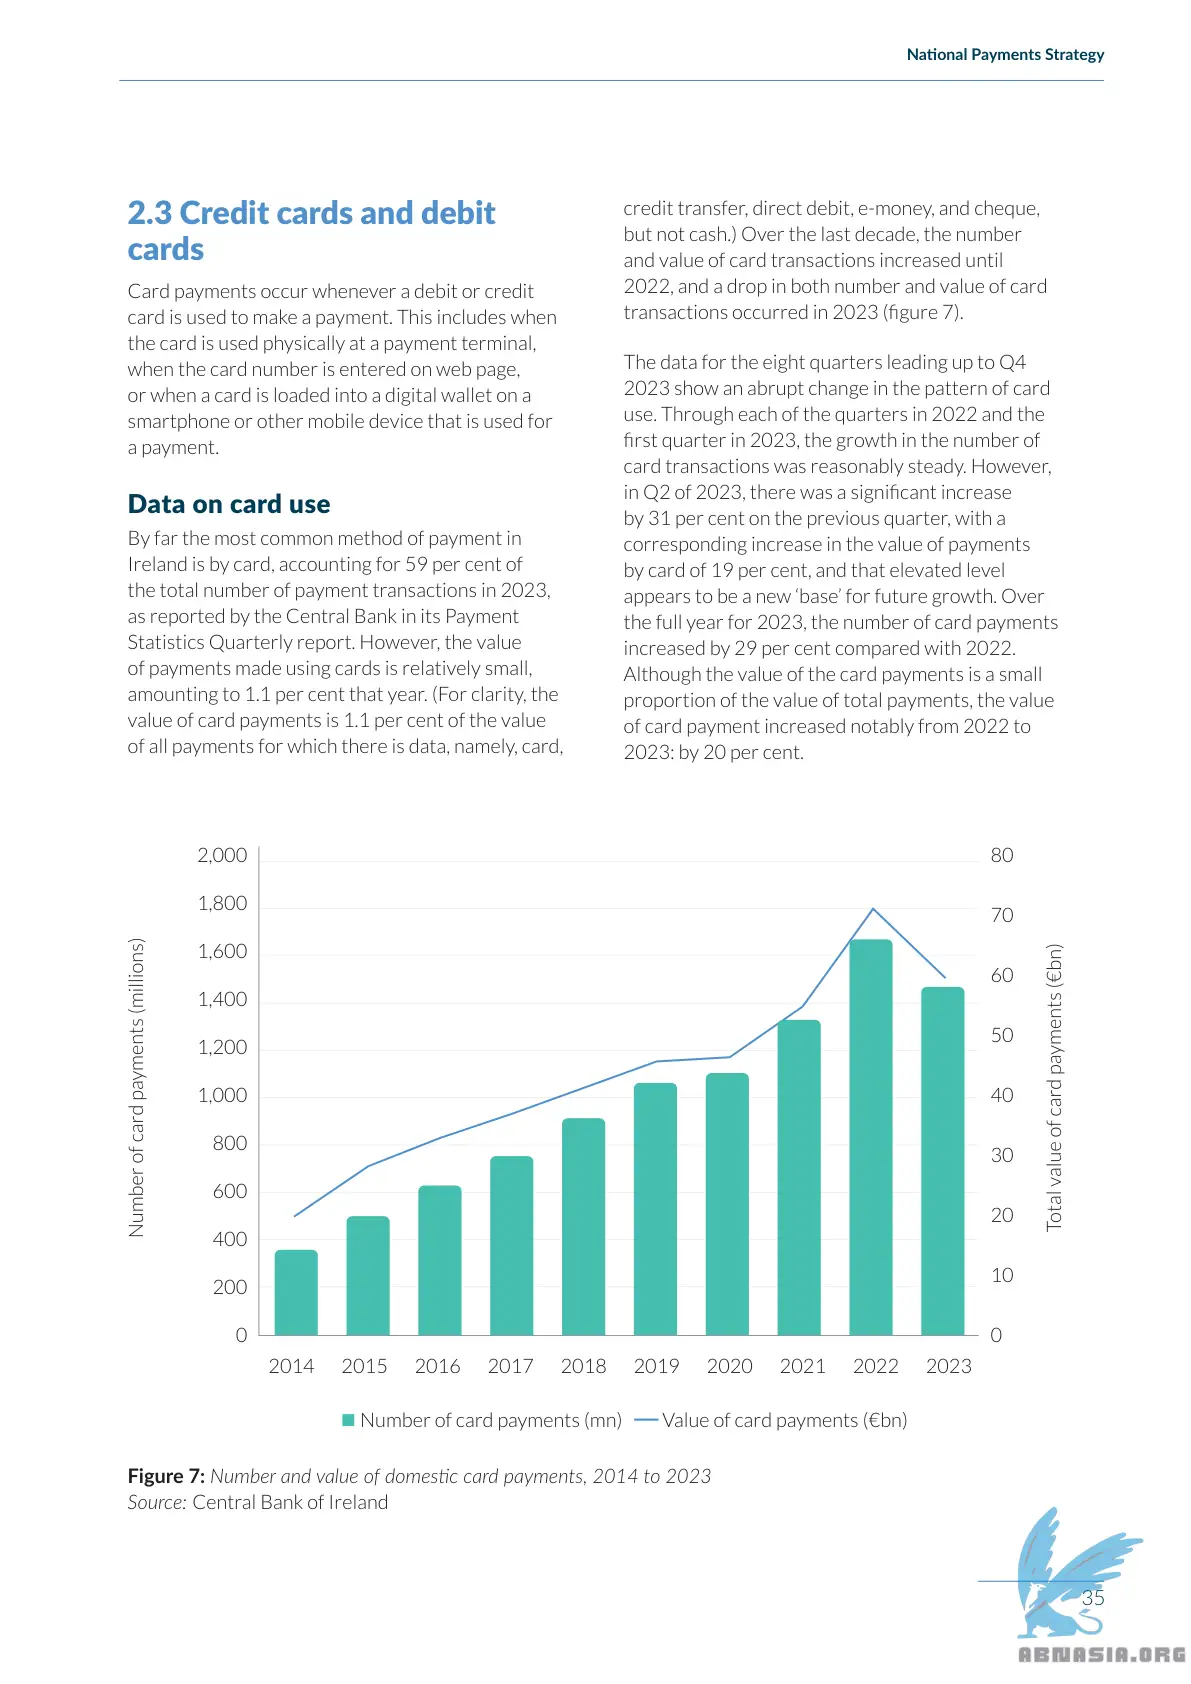 National Payments Strategy
2.3 Credit cards and debit
cards
Card payments occur whenever a debit or credit
card is used to make a payment. This includes when
the card is used physically at a payment terminal,
when the card number is entered on web page,
or when a card is loaded into a digital wallet on a
smartphone or other mobile device that is used for
a payment.
Data on card use
By far the most common method of payment in
Ireland is by card, accounting for 59 per cent of
the total number of payment transactions in 2023,
as reported by the Central Bank in its Payment
Statistics Quarterly report. However, the value
of payments made using cards is relatively small,
amounting to 1.1 per cent that year. (For clarity, the
value of card payments is 1.1 per cent of the value
of all payments for which there is data, namely, card,
credit transfer, direct debit, e-money, and cheque,
but not cash.) Over the last decade, the number
and value of card transactions increased until
2022, and a drop in both number and value of card
transactions occurred in 2023 (figure 7).
The data for the eight quarters leading up to Q4
2023 show an abrupt change in the pattern of card
use. Through each of the quarters in 2022 and the
first quarter in 2023, the growth in the number of
card transactions was reasonably steady. However,
in Q2 of 2023, there was a significant increase
by 31 per cent on the previous quarter, with a
corresponding increase in the value of payments
by card of 19 per cent, and that elevated level
appears to be a new ‘base’ for future growth. Over
the full year for 2023, the number of card payments
increased by 29 per cent compared with 2022.
Although the value of the card payments is a small
proportion of the value of total payments, the value
of card payment increased notably from 2022 to
2023: by 20 per cent.
Number of card payments (millions)
2,000
1,800
1,600
1,400
1,200
1,000
800
600
400
200
0
80
70
60
50
40
30
20
10
0
Total value of card payments (€bn)
2014 2015 2016 2017 2018 2019 2020 2021 2022 2023
Number of card payments (mn) Value of card payments (€bn)
Figure 7: Number and value of domestic card payments, 2014 to 2023
Source: Central Bank of Ireland
35
ABNASIA.ORG